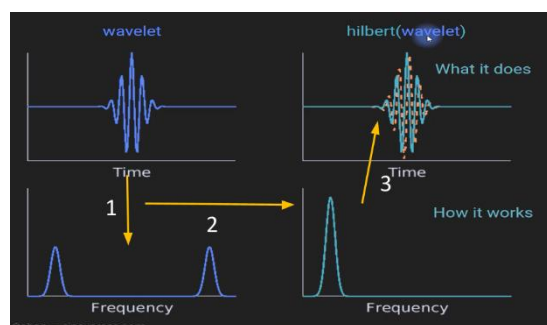 wavelet
hilbert(wavelet)
What it does
Time
Time
1
2
3
How it works
Frequency
Frequency